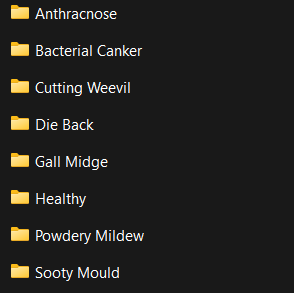 Anthracnose
Bacterial Canker
Cutting Weevil
Die Back
Gall Midge
Healthy
Powdery Mildew
Sooty Mould